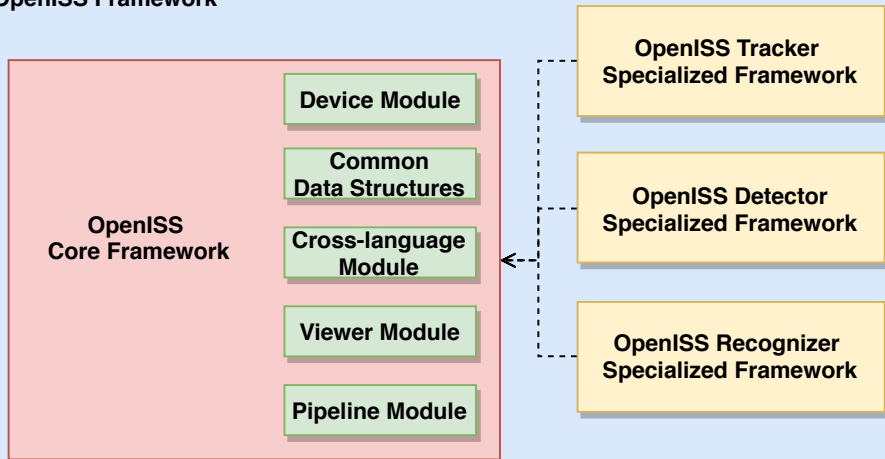 OpenISS Framework
OpenISS
Core Framework
Device Module
Common
Data Structures
Cross-language
Module
Viewer Module
Pipeline Module
OpenISS Tracker
Specialized Framework
OpenISS Detector
Specialized Framework
OpenISS Recognizer
Specialized Framework